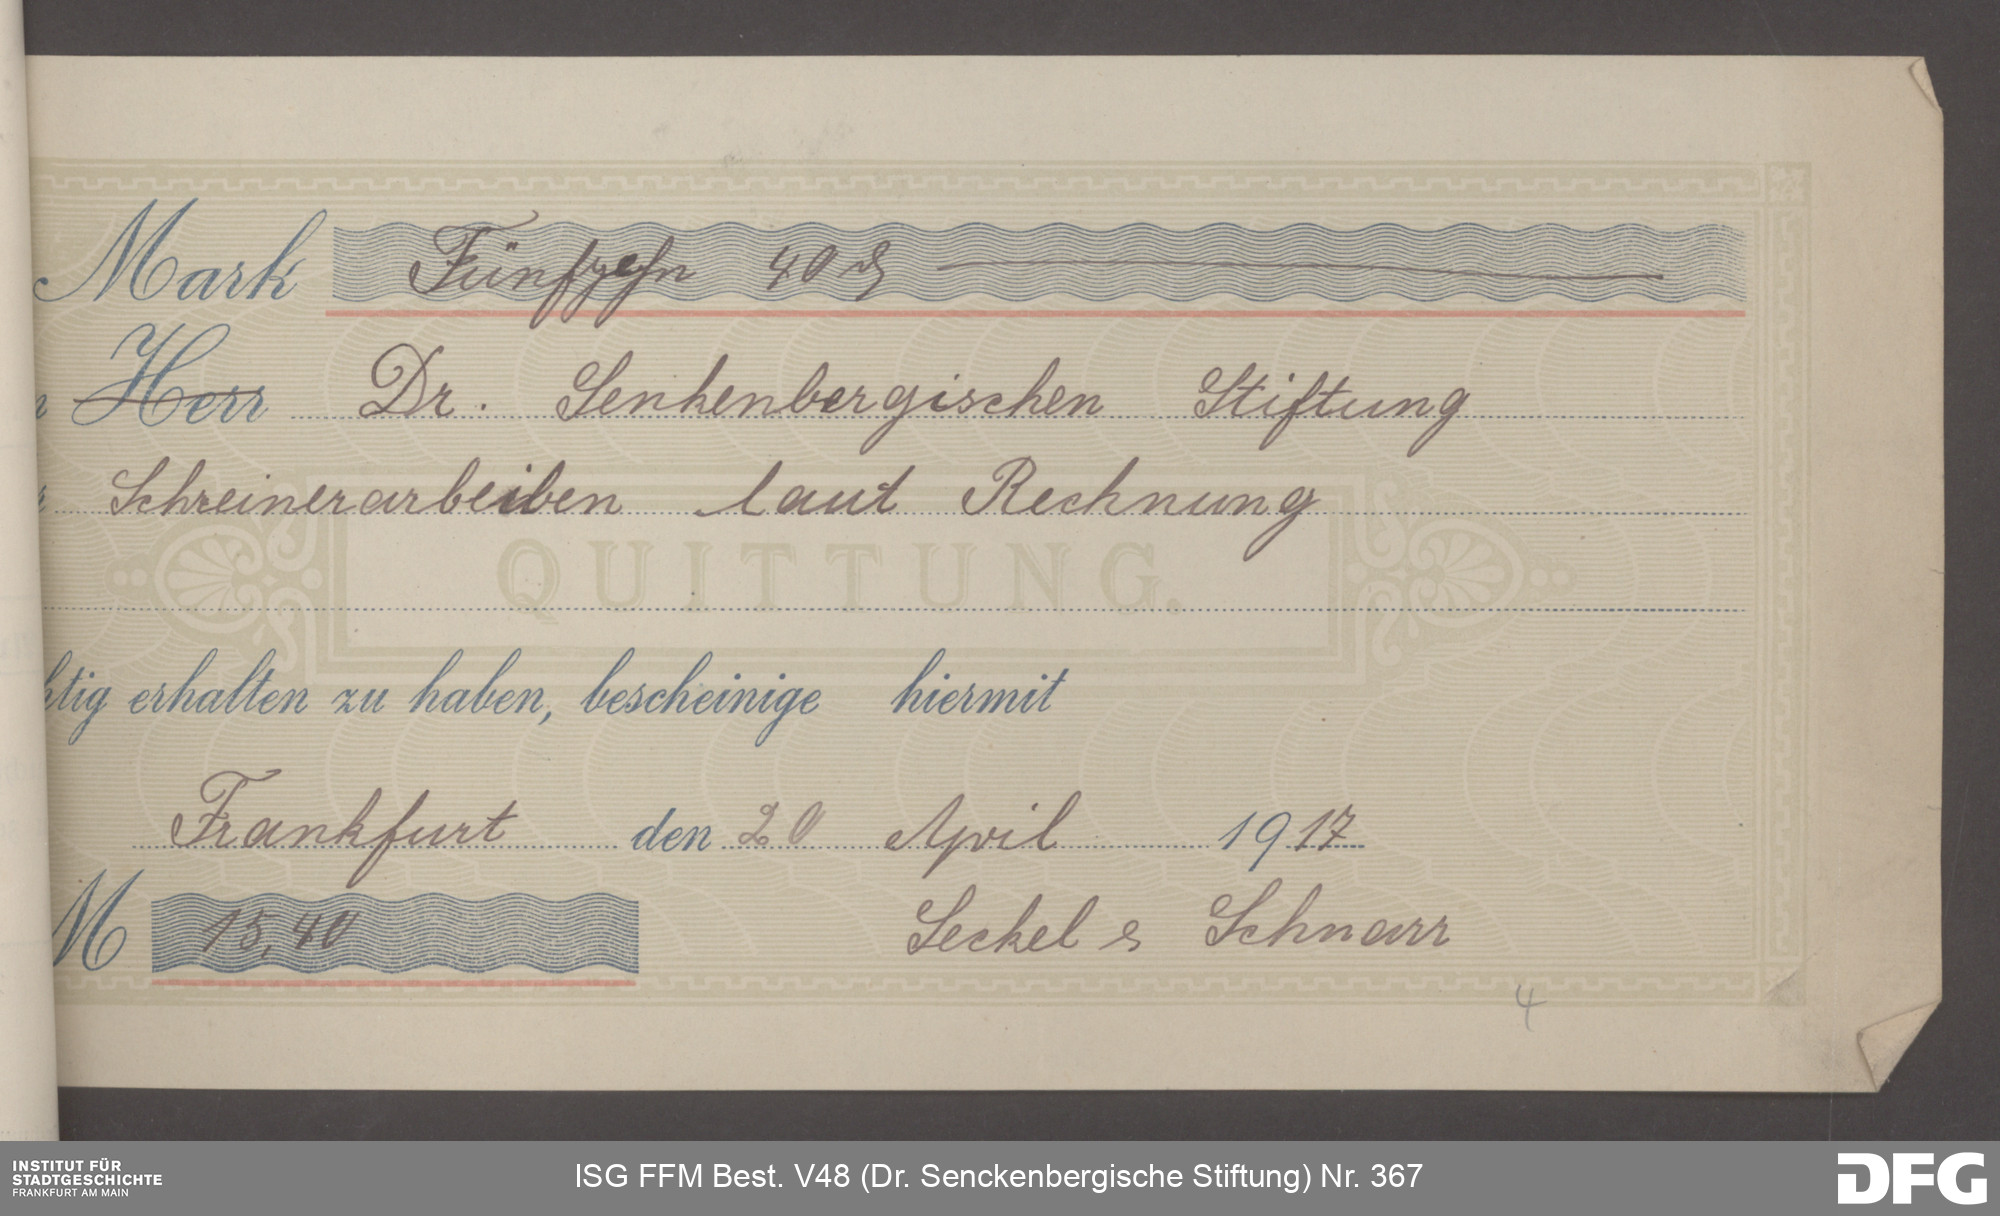 Mark Fünfzehn 40 ₰
n Herr Dr. Senkenbergischen Stiftung
r Schreinerarbeiten laut Rechnung
QUITTUNG.
htig erhalten zu haben, bescheinige hiermit
Frankfurt den 20 April 1917
M 15,40 Seckel & Schnarr
4
INSTITUT FÜR
STADTGESCHICHTE
FRANKFURT AM MAIN
ISG FFM Best. V48 (Dr. Senckenbergische Stiftung) Nr. 367
DFG